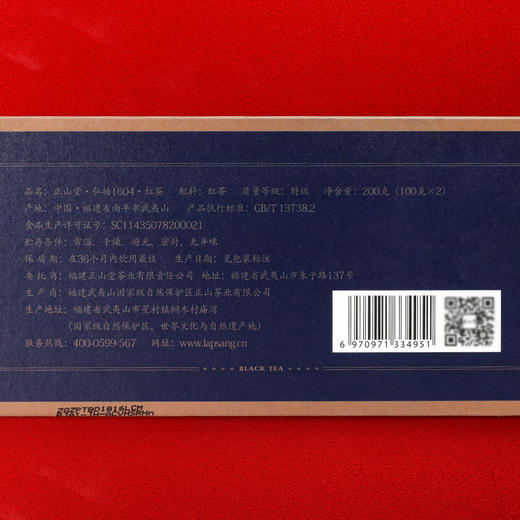 品名：正山堂·弘扬1604·红茶 配料：红茶 质量等级：特级 净含量：200克（100克×2）
产地：中国·福建省南平市武夷山 产品执行标准：GB/T 13738.2
食品生产许可证号：SC11435078200021
贮存条件：常温、干燥、避光、密封、无异味
保质期：在36个月内饮用最佳 生产日期：见包装标注
委托商：福建正山堂茶业有限责任公司 地址：福建省武夷山市朱子路137号
生产商：福建武夷山国家级自然保护区正山茶业有限公司
生产地址：福建省武夷山市星村镇桐木村庙湾
（国家级自然保护区、世界文化与自然遗产地）
服务热线：400-0599-567 网址：www.lapsang.cn
6 970971 334951
BLACK TEA